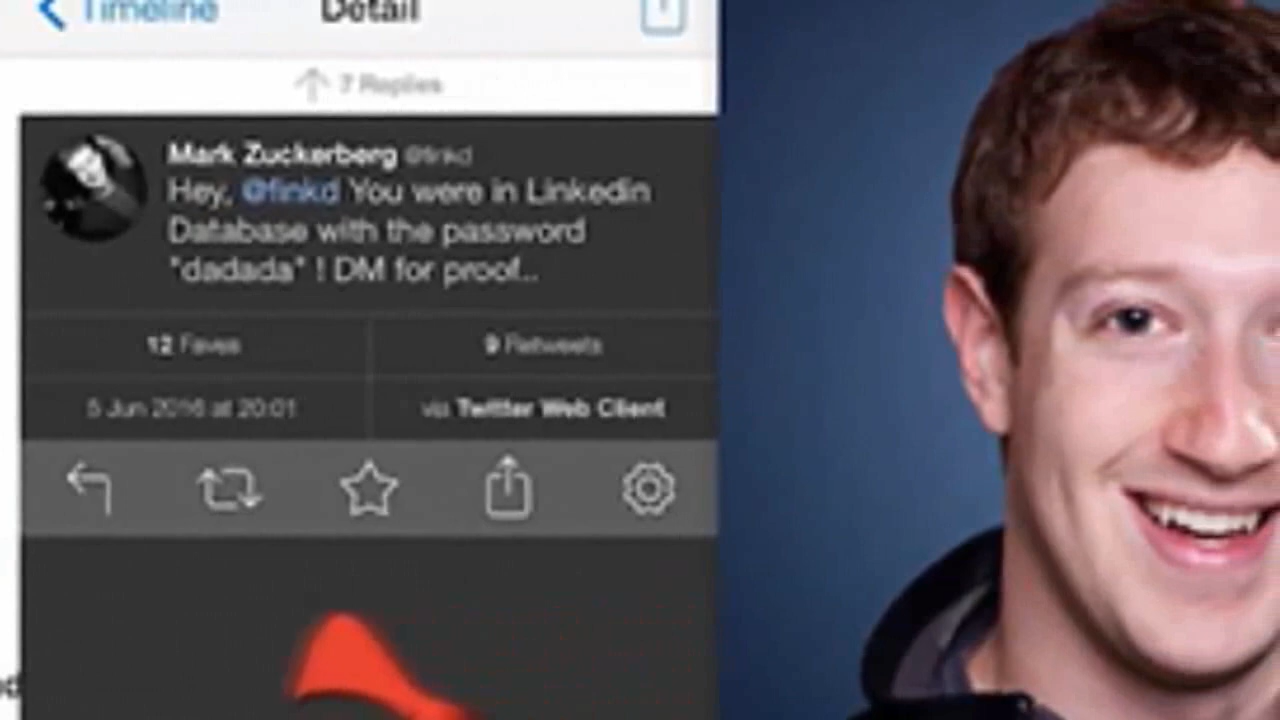 Timeline
Detail
7 Replies
Mark Zuckerberg @finkd
Hey, @finkd You were in Linkedin
Database with the password
"dadada" ! DM for proof..
12 Faves
9 Retweets
5 Jun 2016 at 20:01
via Twitter Web Client